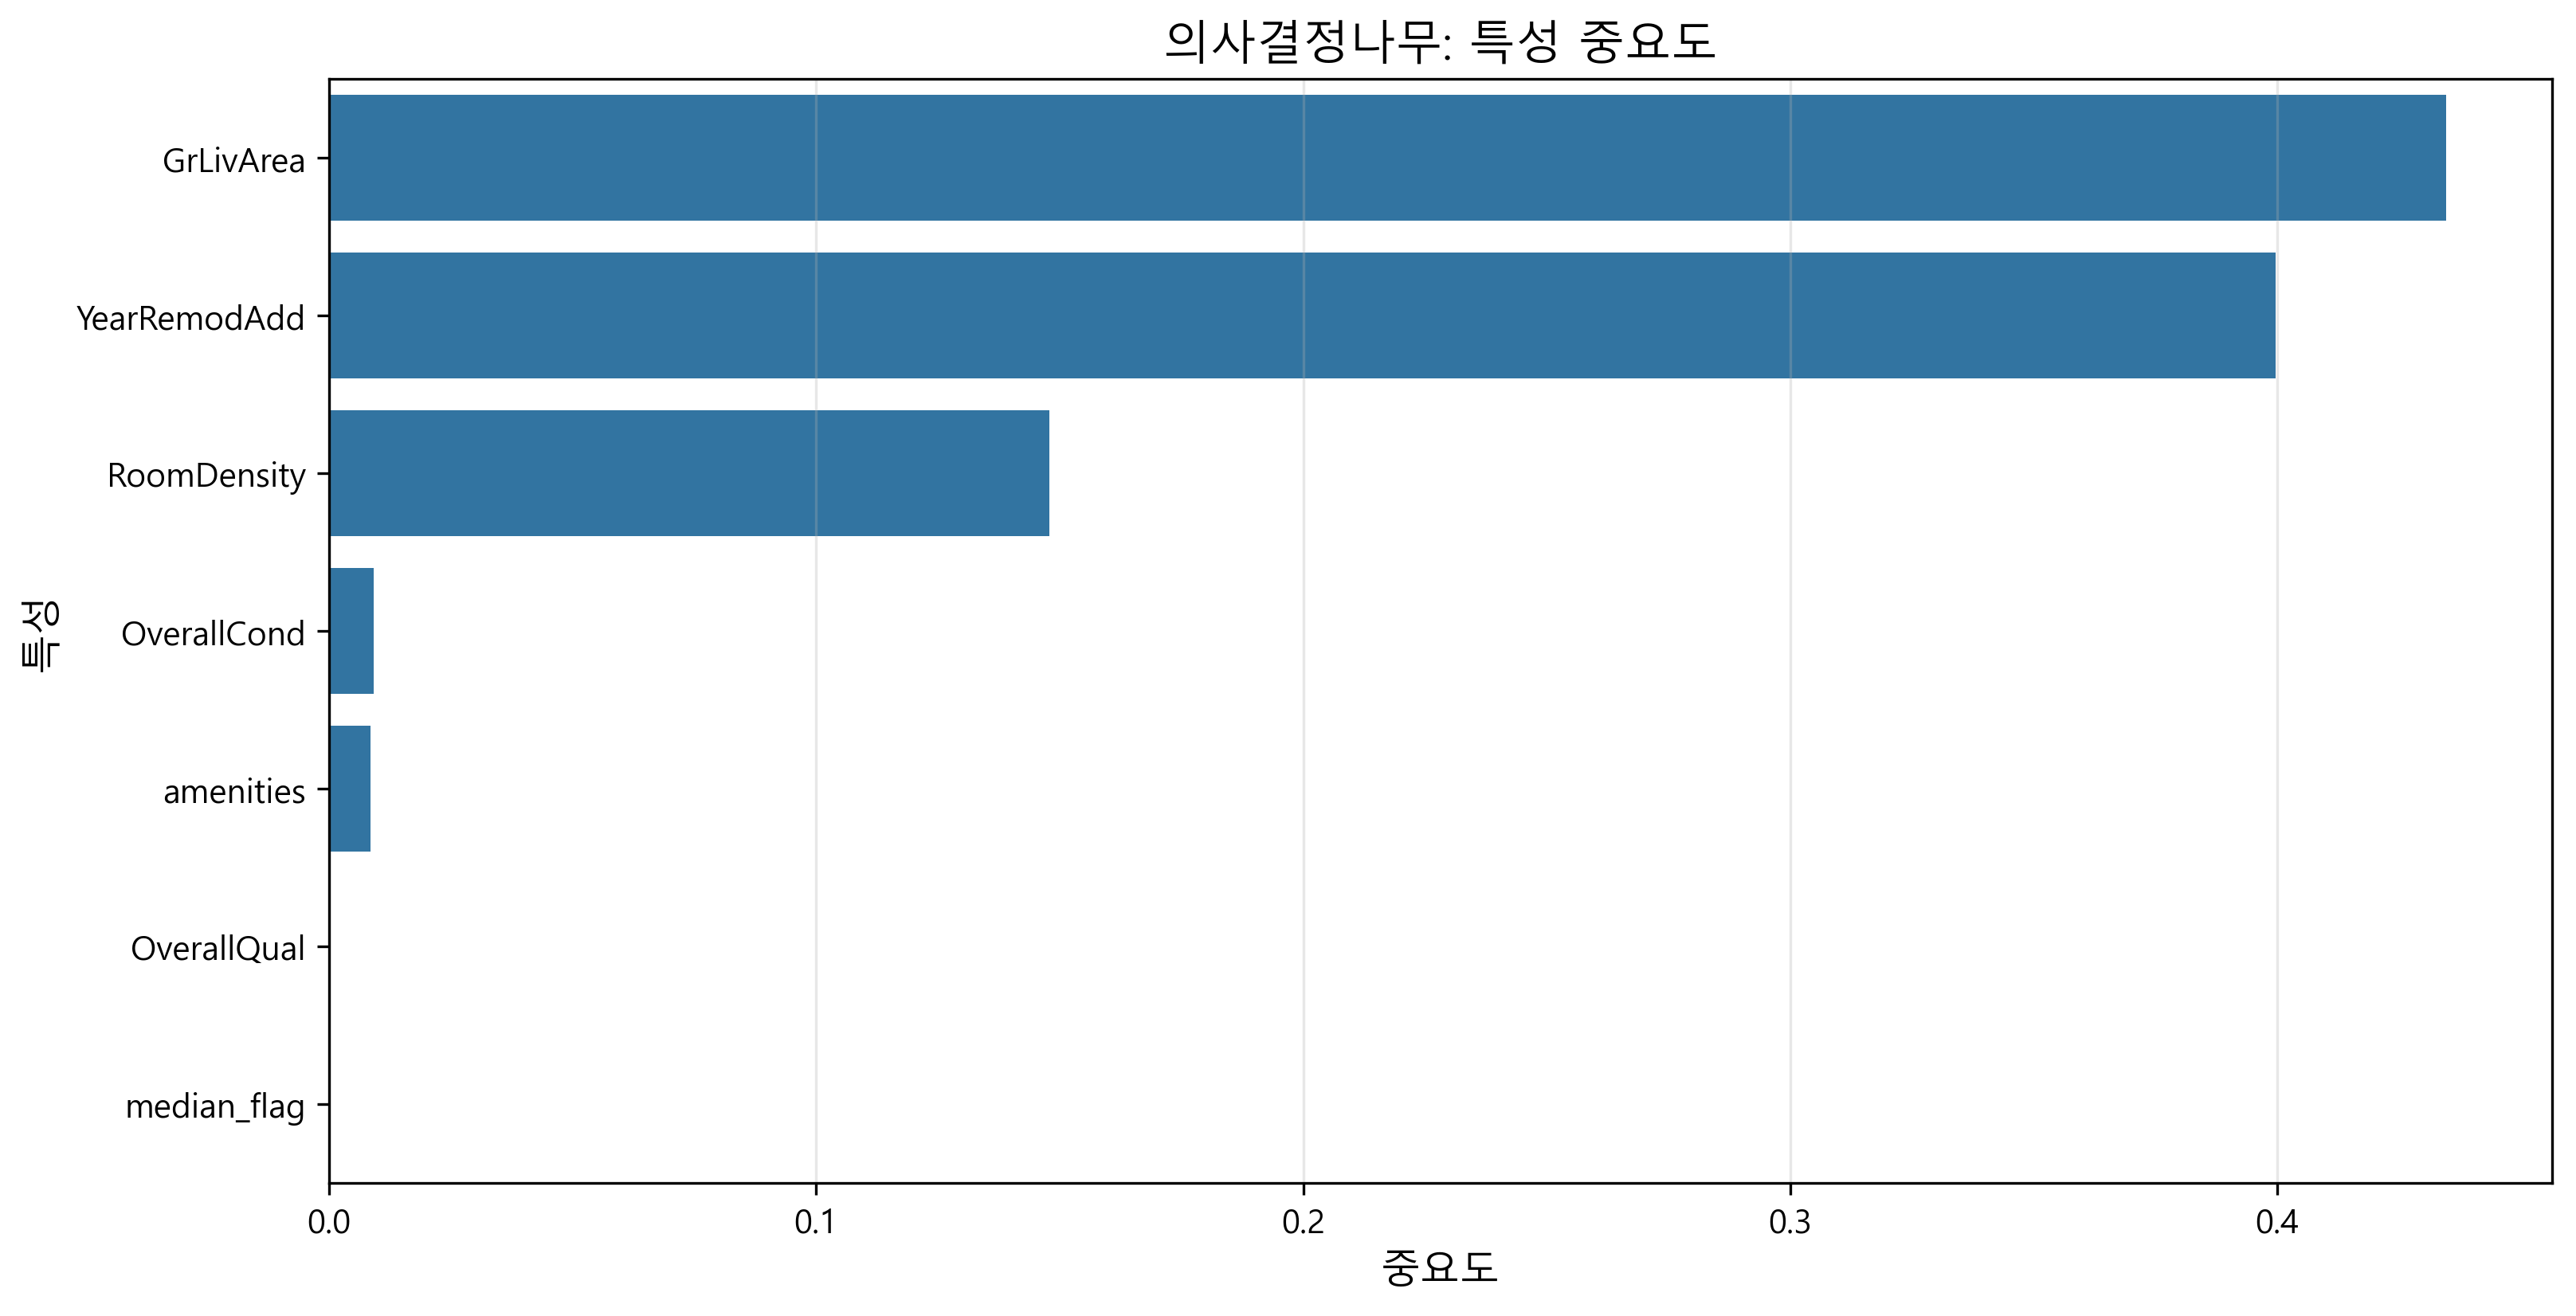 의사결정나무: 특성 중요도
특성
GrLivArea
YearRemodAdd
RoomDensity
OverallCond
amenities
OverallQual
median_flag
0.0 0.1 0.2 0.3 0.4
중요도